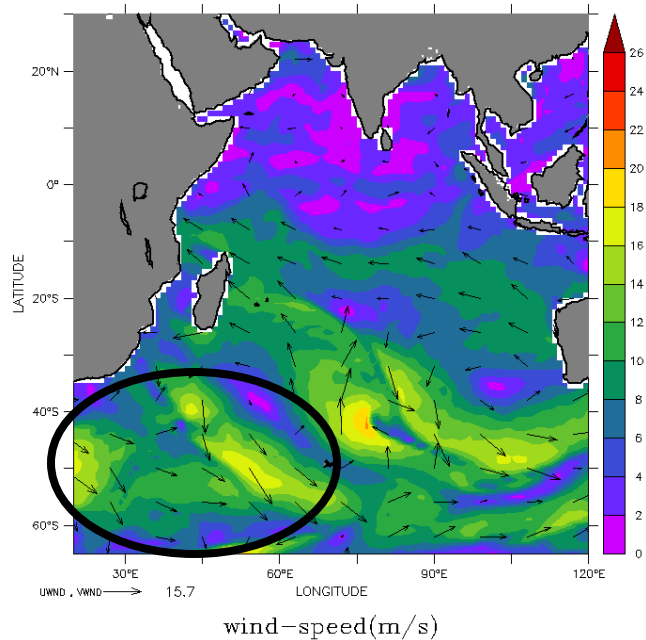 26
24
22
20
18
16
14
12
10
8
6
4
2
0
20°N
0°
20°S
40°S
60°S
LATITUDE
30°E
60°E
90°E
120°E
LONGITUDE
UWND , VWND 15.7
wind-speed(m/s)